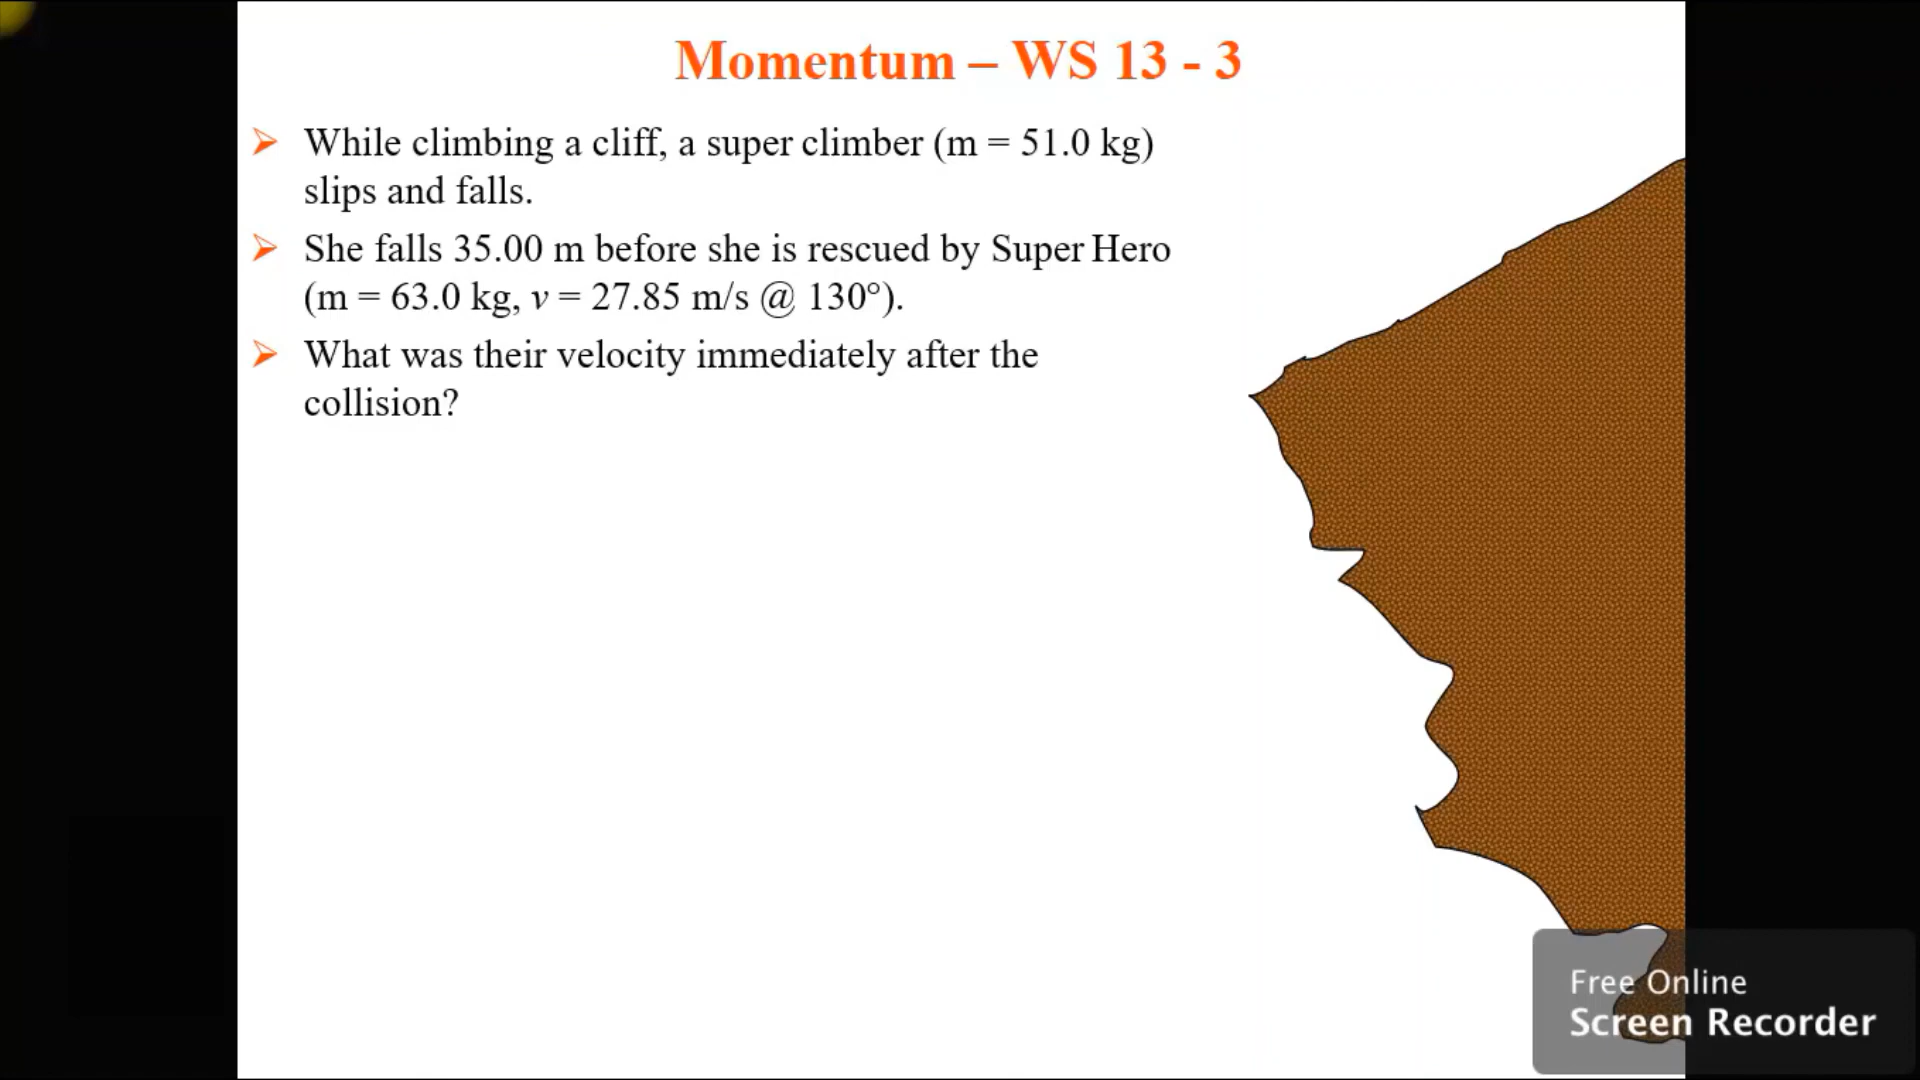 Momentum – WS 13 - 3
➢ While climbing a cliff, a super climber (m = 51.0 kg)
slips and falls.
➢ She falls 35.00 m before she is rescued by Super Hero
(m = 63.0 kg, v = 27.85 m/s @ 130°).
➢ What was their velocity immediately after the
collision?
Free Online
Screen Recorder